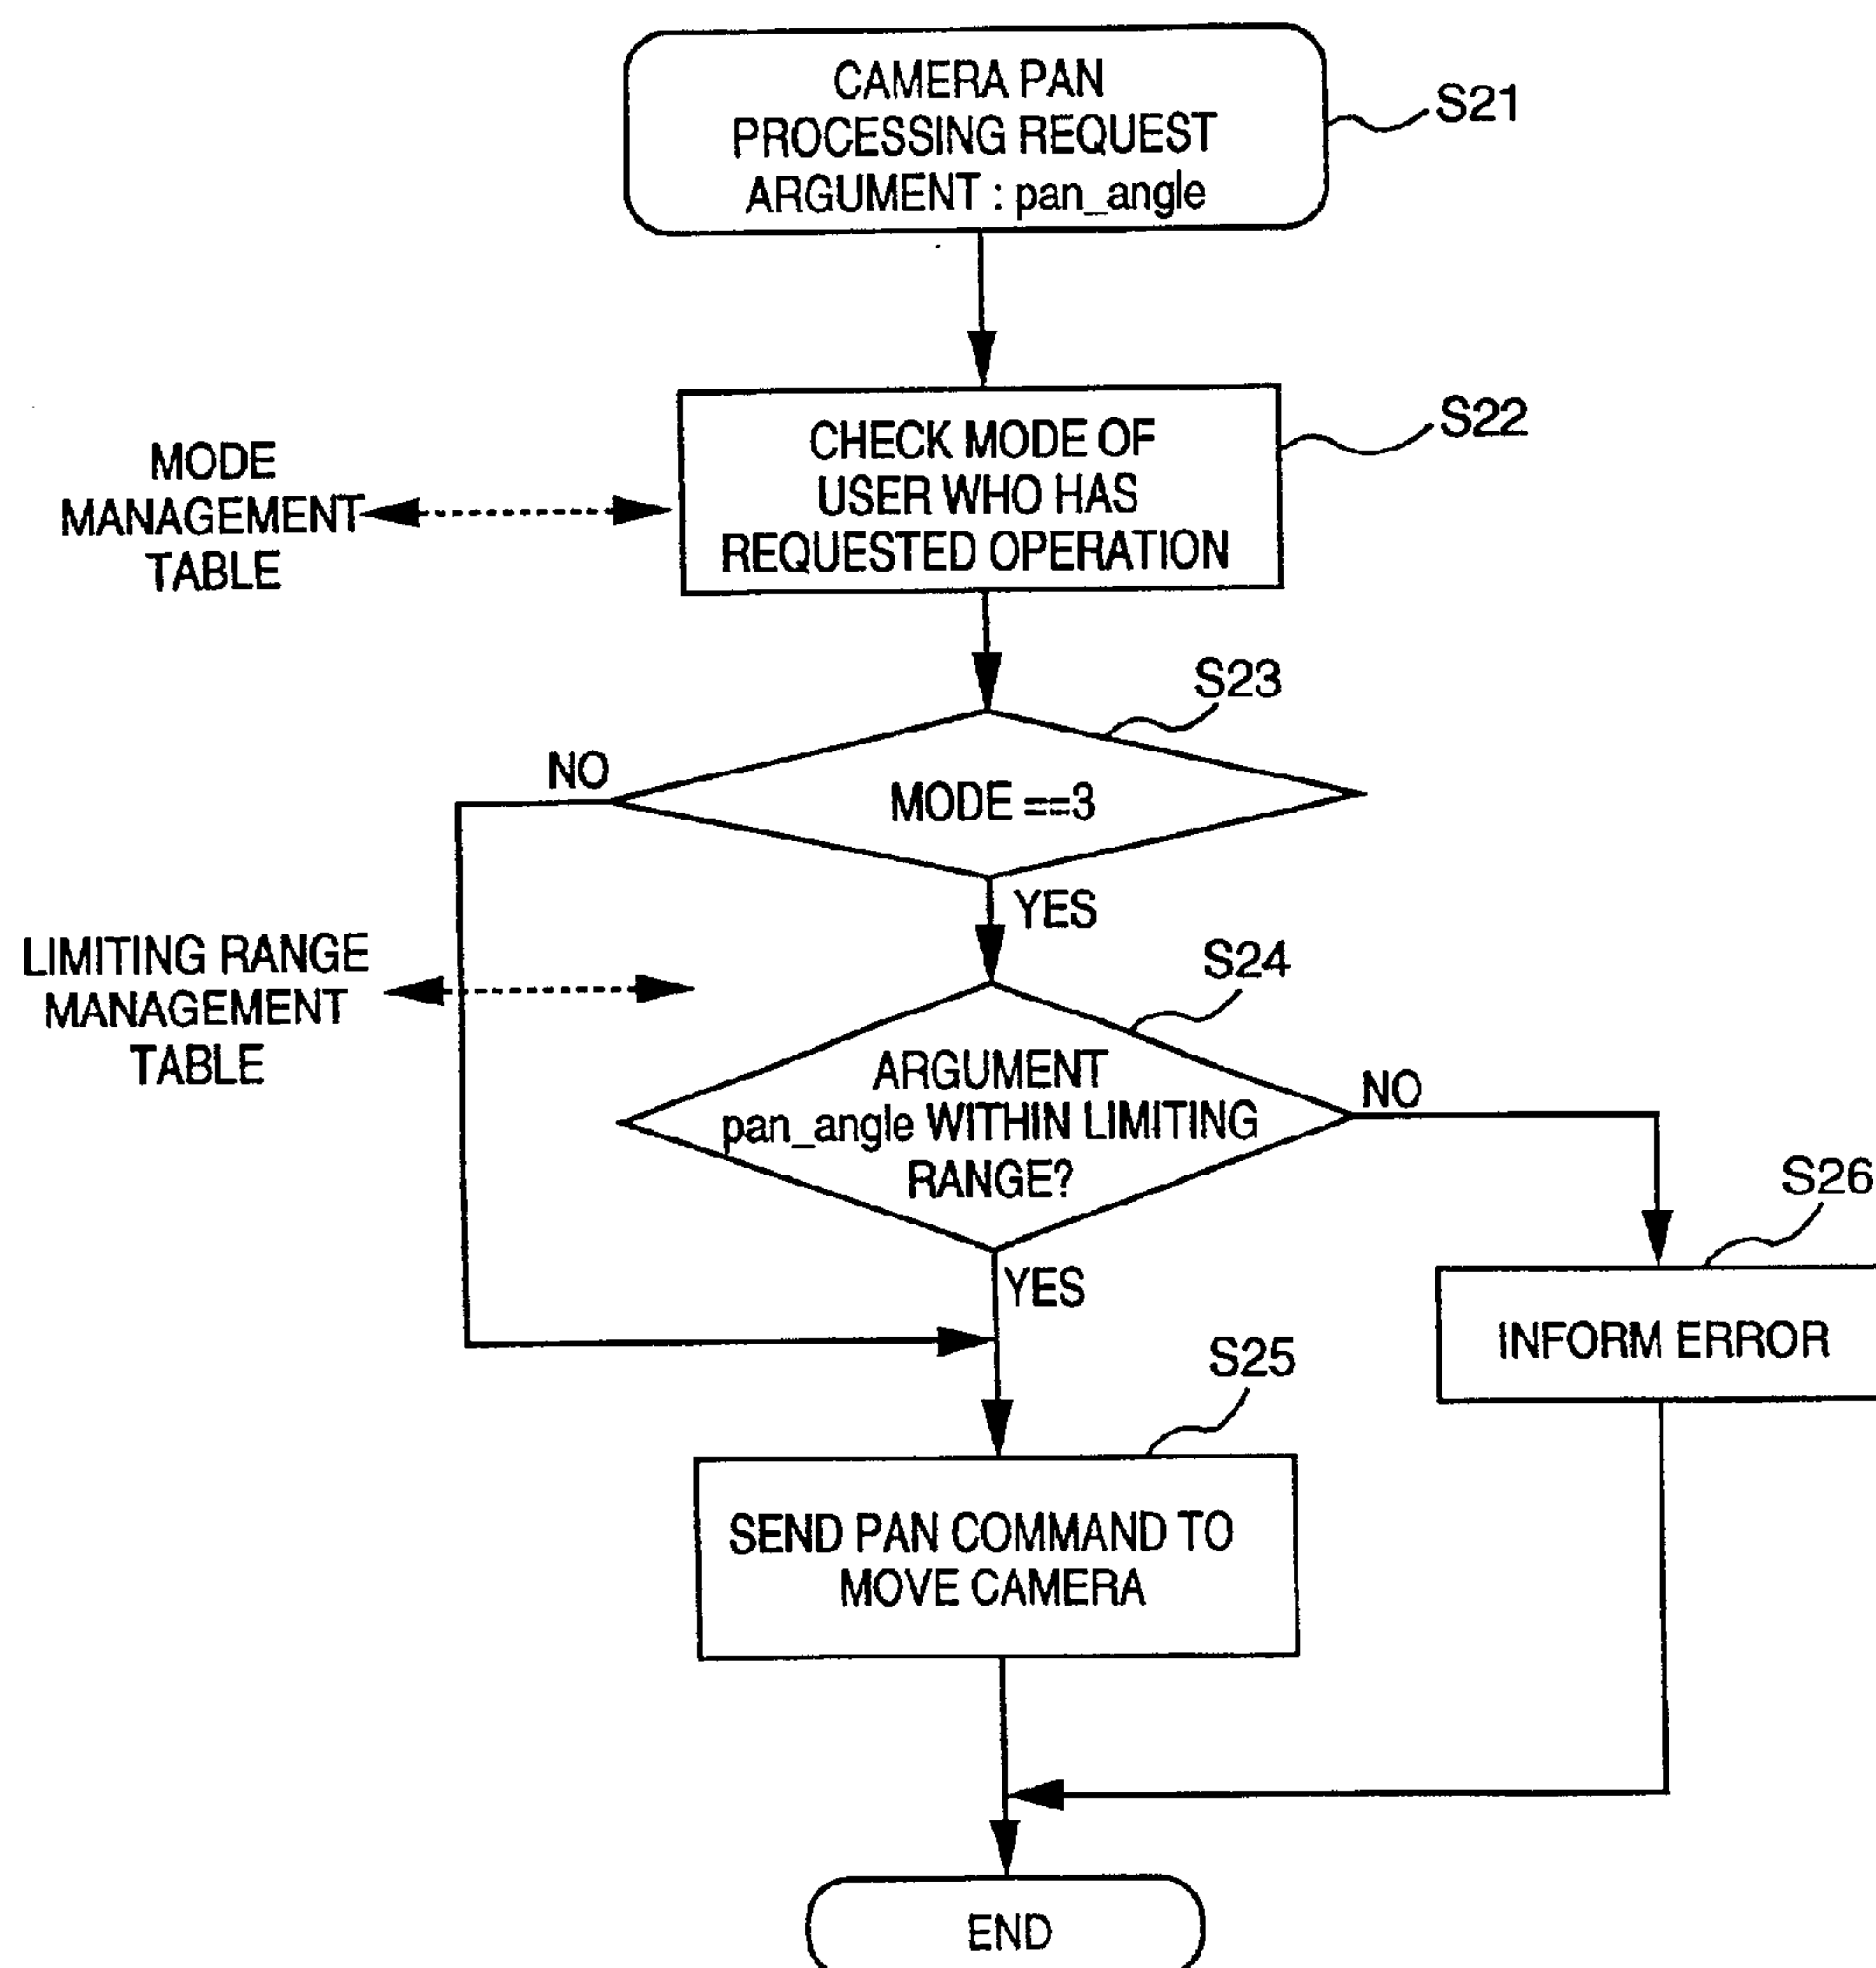 CAMERA PAN
PROCESSING REQUEST
ARGUMENT : pan_angle
S21
CHECK MODE OF
USER WHO HAS
REQUESTED OPERATION
S22
MODE
MANAGEMENT
TABLE
S23
NO
MODE ==3
YES
LIMITING RANGE
MANAGEMENT
TABLE
S24
ARGUMENT
pan_angle WITHIN LIMITING
RANGE?
NO
YES
S26
INFORM ERROR
S25
SEND PAN COMMAND TO
MOVE CAMERA
END